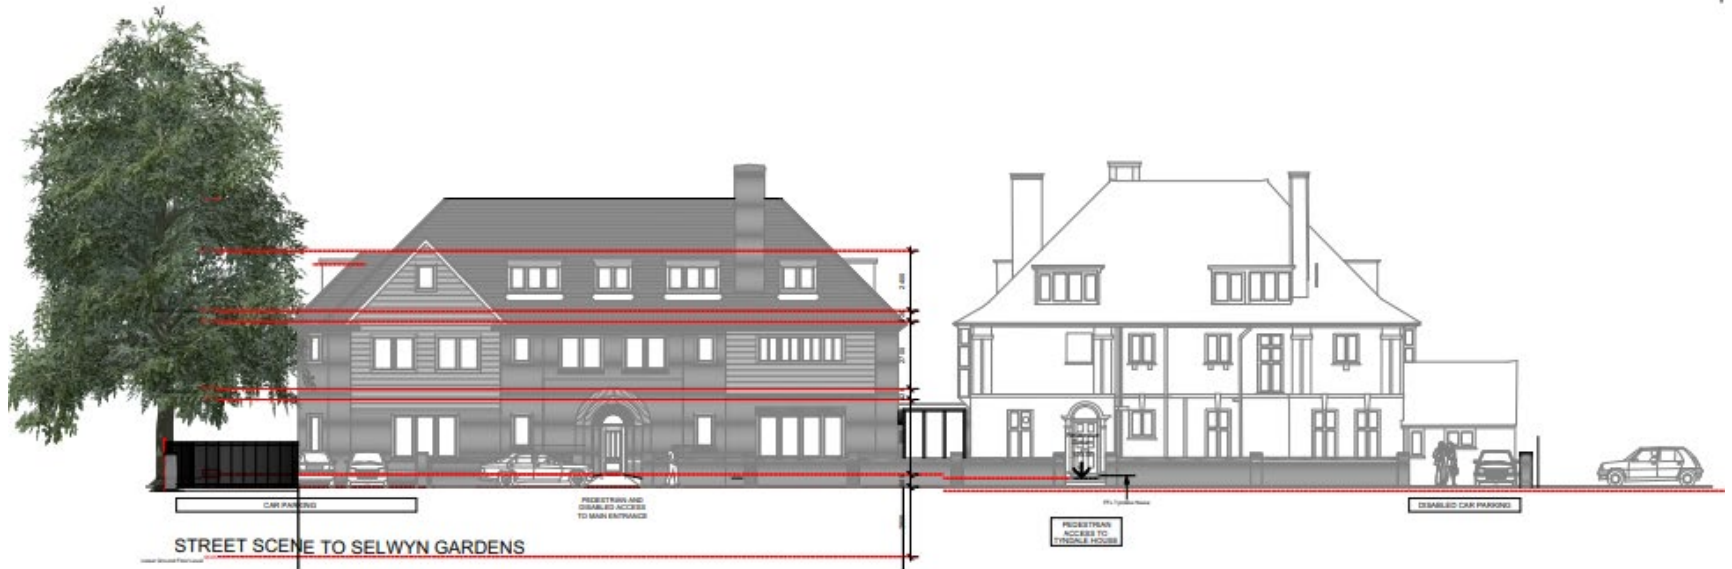 CAR PARKING
PEDESTRIAN AND
DISABLED ACCESS
TO MAIN ENTRANCE
PEDESTRIAN
ACCESS TO
TYNDALE HOUSE
DISABLED CAR PARKING
STREET SCENE TO SELWYN GARDENS